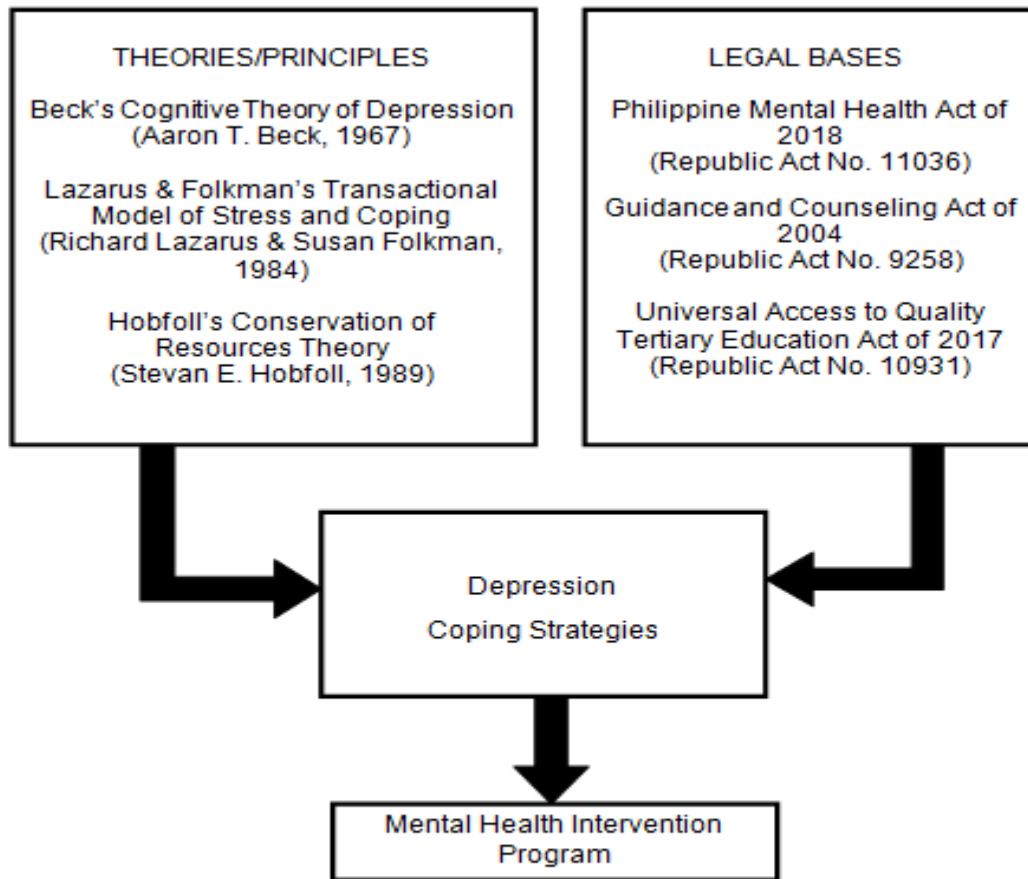 THEORIES/PRINCIPLES
Beck's Cognitive Theory of Depression
(Aaron T. Beck, 1967)
Lazarus & Folkman's Transactional
Model of Stress and Coping
(Richard Lazarus & Susan Folkman,
1984)
Hobfoll's Conservation of
Resources Theory
(Stevan E. Hobfoll, 1989)
LEGAL BASES
Philippine Mental Health Act of
2018
(Republic Act No. 11036)
Guidance and Counseling Act of
2004
(Republic Act No. 9258)
Universal Access to Quality
Tertiary Education Act of 2017
(Republic Act No. 10931)
Depression
Coping Strategies
Mental Health Intervention
Program